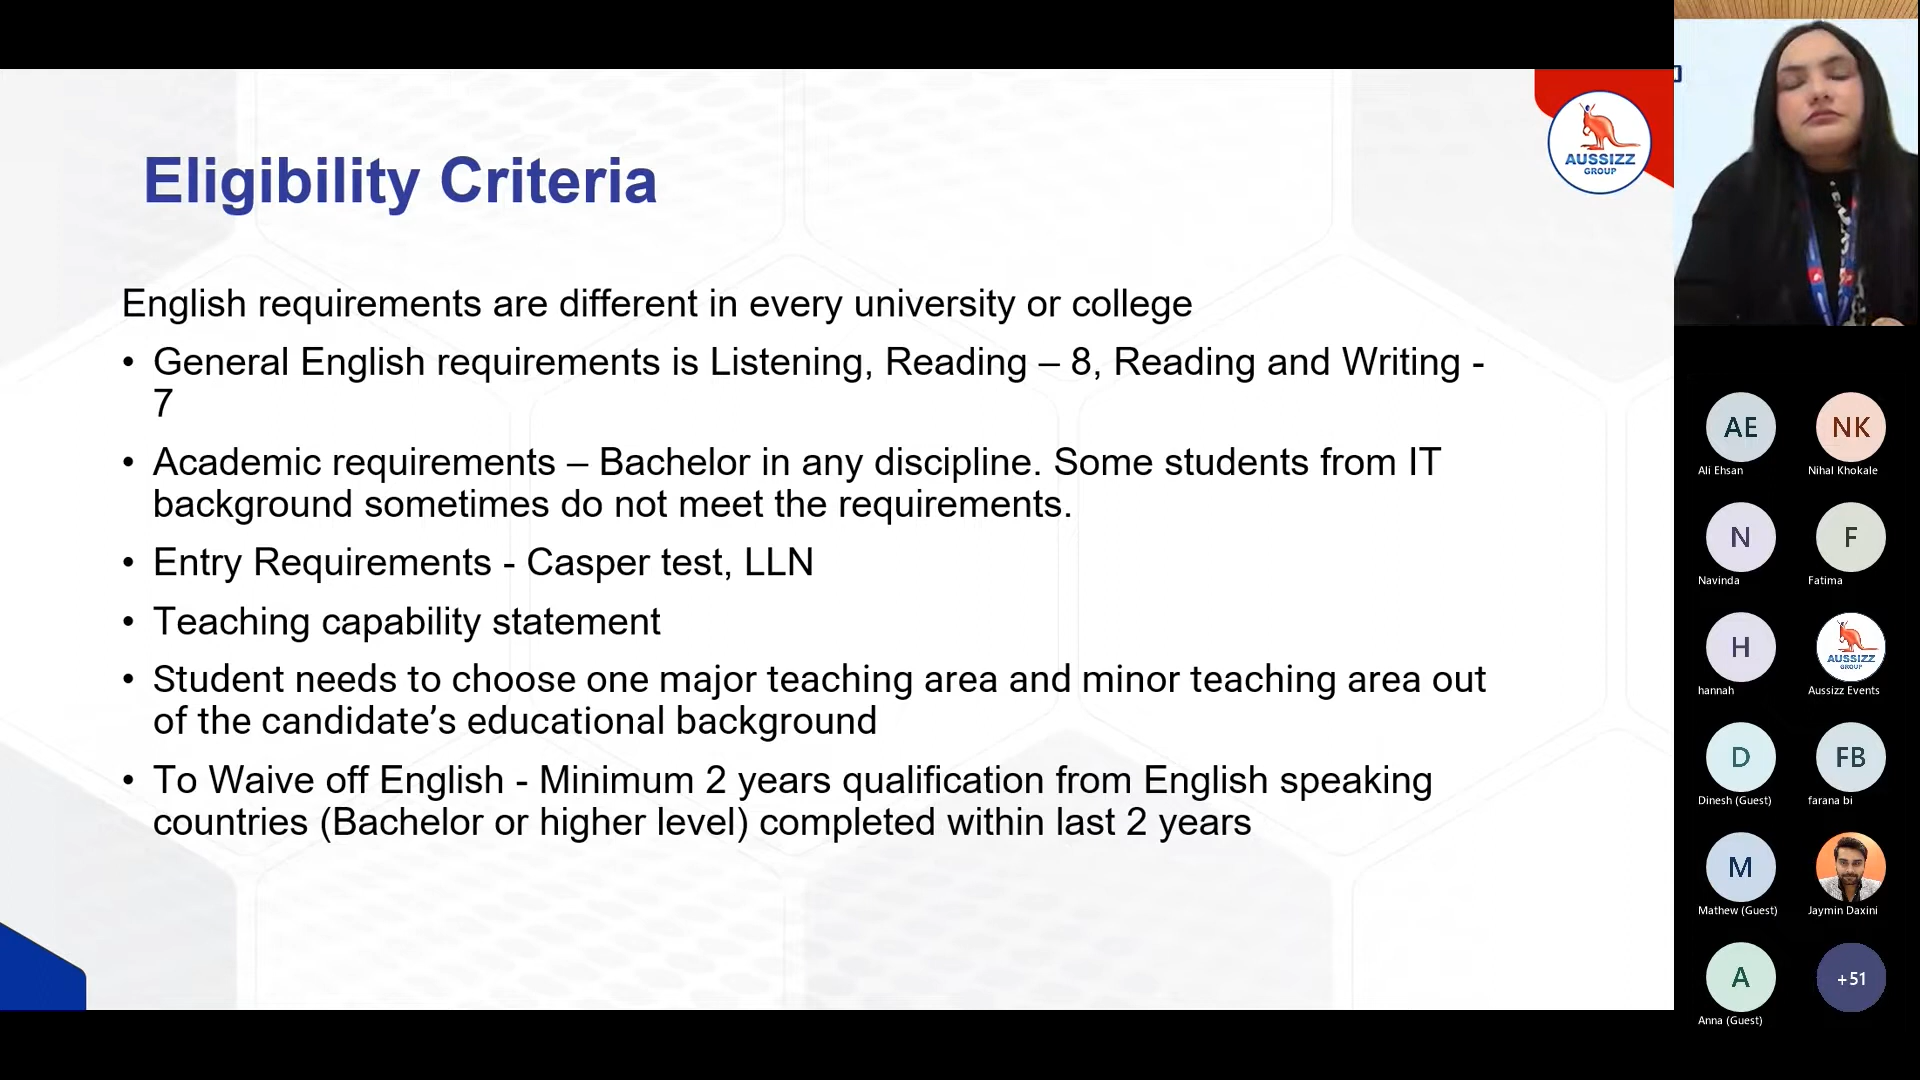 Eligibility Criteria
AUSSIZZ
GROUP
English requirements are different in every university or college
• General English requirements is Listening, Reading – 8, Reading and Writing -
7
• Academic requirements – Bachelor in any discipline. Some students from IT
background sometimes do not meet the requirements.
• Entry Requirements - Casper test, LLN
• Teaching capability statement
• Student needs to choose one major teaching area and minor teaching area out
of the candidate’s educational background
• To Waive off English - Minimum 2 years qualification from English speaking
countries (Bachelor or higher level) completed within last 2 years
AE
NK
Ali Ehsan
Nihal Khokale
N
F
Navinda
Fatima
H
AUSSIZZ
GROUP
hannah
Aussizz Events
D
FB
Dinesh (Guest)
farana bi
M
Mathew (Guest)
Jaymin Daxini
A
+51
Anna (Guest)